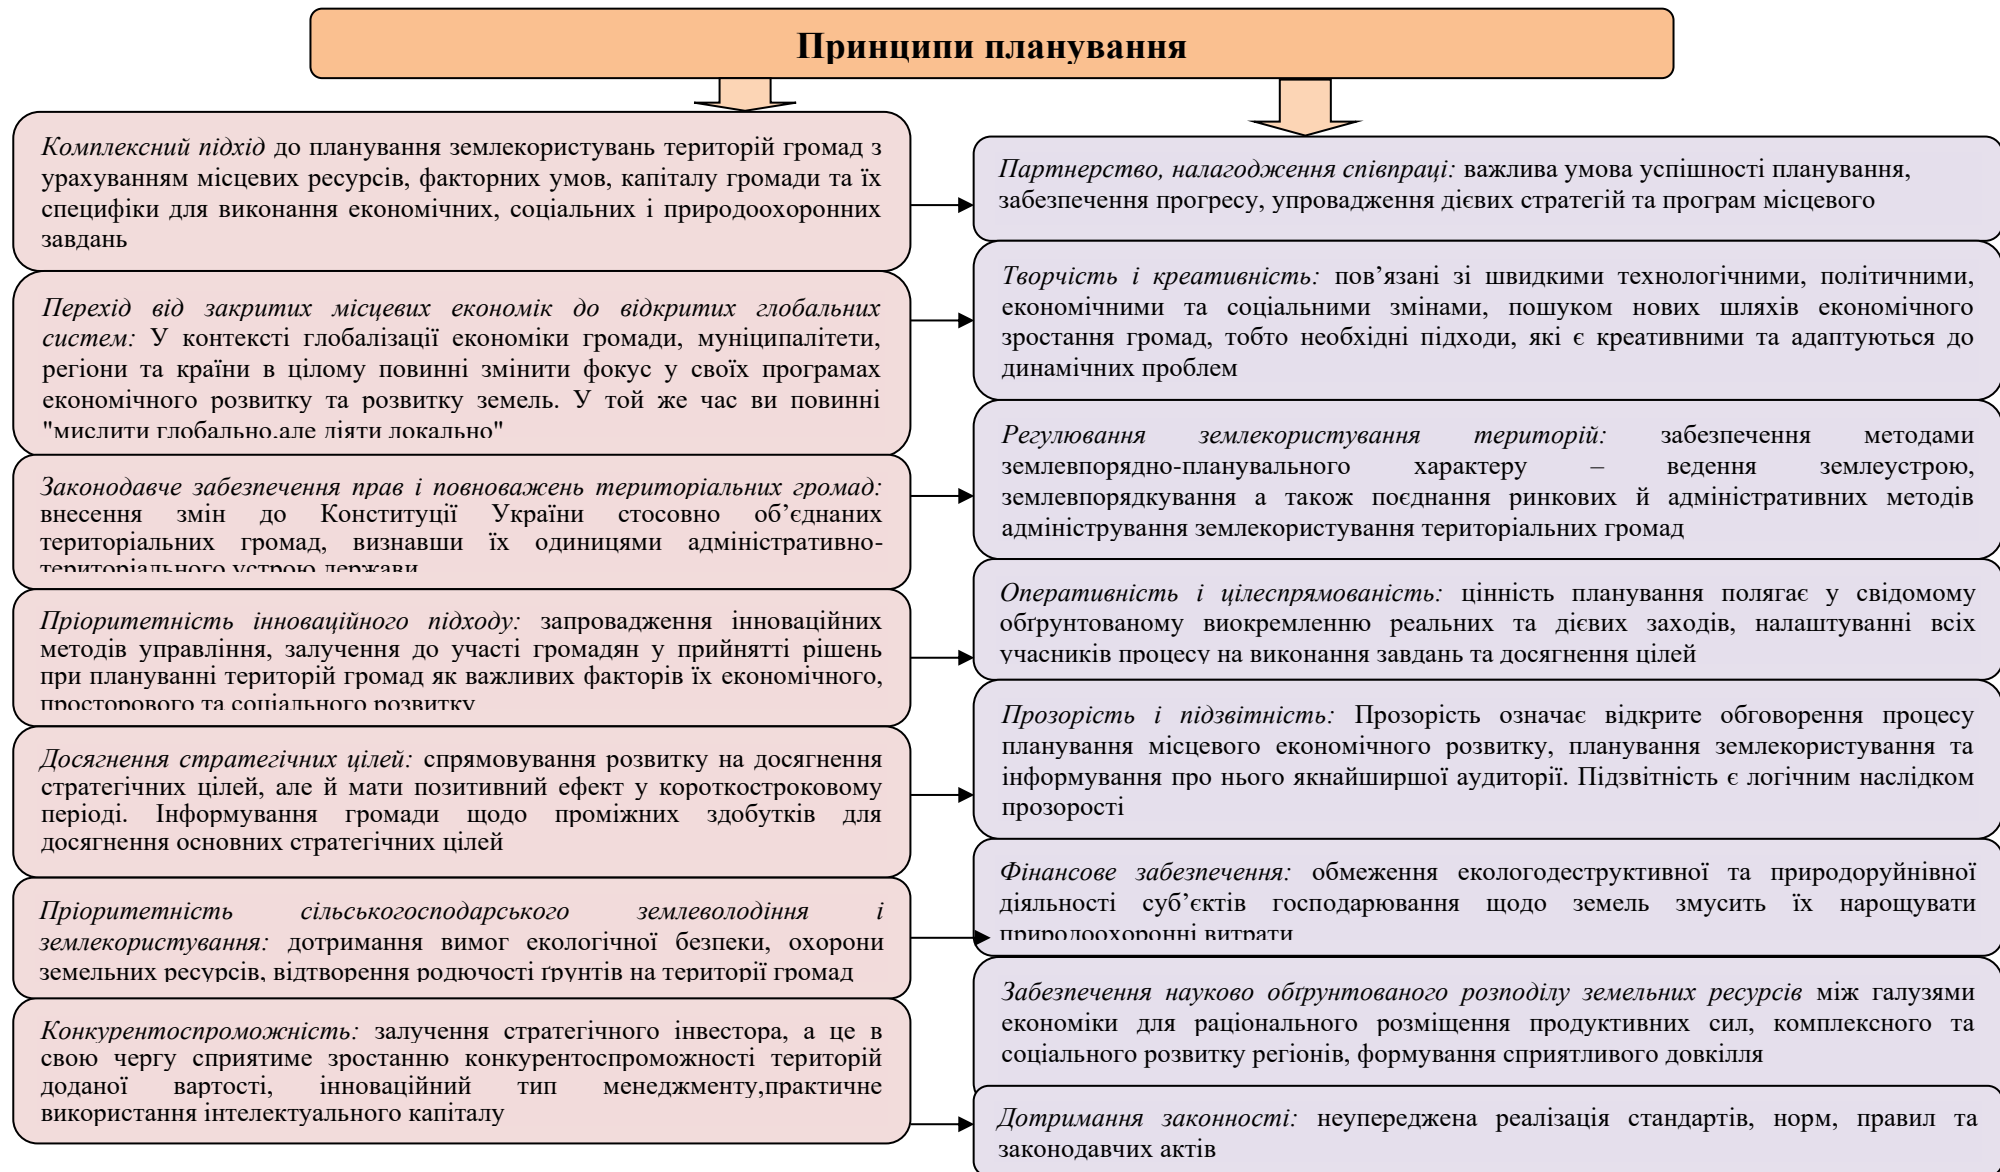 Принципи планування
Комплексний підхід до планування землекористувань територій громад з
урахуванням місцевих ресурсів, факторних умов, капіталу громади та їх
специфіки для виконання економічних, соціальних і природоохоронних
завдань
Перехід від закритих місцевих економік до відкритих глобальних
систем: У контексті глобалізації економіки громади, муніципалітети,
регіони та країни в цілому повинні змінити фокус у своїх програмах
економічного розвитку та розвитку земель. У той же час ви повинні
"мислити глобально,але діяти локально"
Законодавче забезпечення прав і повноважень територіальних громад:
внесення змін до Конституції України стосовно об’єднаних
територіальних громад, визнавши їх одиницями адміністративно-
територіального устрою держави
Пріоритетність інноваційного підходу: запровадження інноваційних
методів управління, залучення до участі громадян у прийнятті рішень
при плануванні територій громад як важливих факторів їх економічного,
просторового та соціального розвитку
Досягнення стратегічних цілей: спрямовування розвитку на досягнення
стратегічних цілей, але й мати позитивний ефект у короткостроковому
періоді. Інформування громади щодо проміжних здобутків для
досягнення основних стратегічних цілей
Пріоритетність сільськогосподарського землеволодіння і
землекористування: дотримання вимог екологічної безпеки, охорони
земельних ресурсів, відтворення родючості ґрунтів на території громад
Конкурентоспроможність: залучення стратегічного інвестора, а це в
свою чергу сприятиме зростанню конкурентоспроможності територій
доданої вартості, інноваційний тип менеджменту,практичне
використання інтелектуального капіталу
Партнерство, налагодження співпраці: важлива умова успішності планування,
забезпечення прогресу, упровадження дієвих стратегій та програм місцевого
Творчість і креативність: пов’язані зі швидкими технологічними, політичними,
економічними та соціальними змінами, пошуком нових шляхів економічного
зростання громад, тобто необхідні підходи, які є креативними та адаптуються до
динамічних проблем
Регулювання землекористування територій: забезпечення методами
землевпорядно-планувального характеру – ведення землеустрою,
землевпорядкування а також поєднання ринкових й адміністративних методів
адміністрування землекористування територіальних громад
Оперативність і цілеспрямованість: цінність планування полягає у свідомому
обґрунтованому виокремленню реальних та дієвих заходів, налаштуванні всіх
учасників процесу на виконання завдань та досягнення цілей
Прозорість і підзвітність: Прозорість означає відкрите обговорення процесу
планування місцевого економічного розвитку, планування землекористування та
інформування про нього якнайширшої аудиторії. Підзвітність є логічним наслідком
прозорості
Фінансове забезпечення: обмеження екологодеструктивної та природоруйнівної
діяльності суб’єктів господарювання щодо земель змусить їх нарощувати
природоохоронні витрати
Забезпечення науково обґрунтованого розподілу земельних ресурсів між галузями
економіки для раціонального розміщення продуктивних сил, комплексного та
соціального розвитку регіонів, формування сприятливого довкілля
Дотримання законності: неупереджена реалізація стандартів, норм, правил та
законодавчих актів